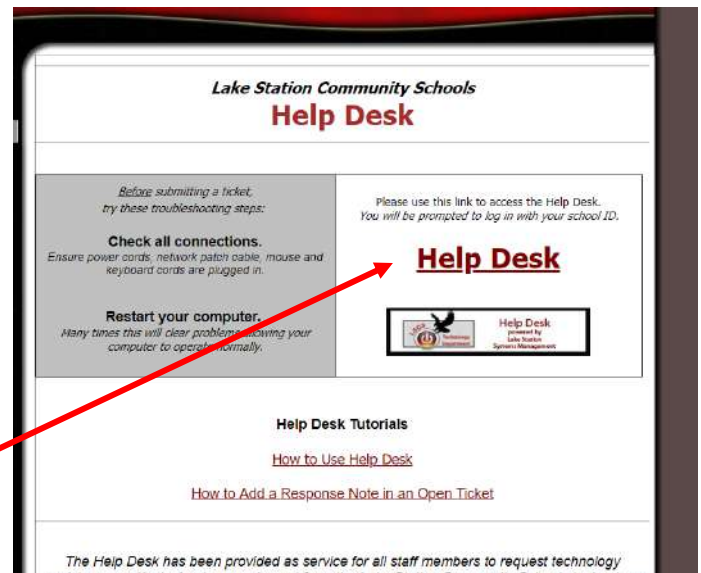 Lake Station Community Schools
Help Desk
Before submitting a ticket,
try these troubleshooting steps:
Check all connections.
Ensure power cords, network patch cable, mouse and
keyboard cords are plugged in.
Restart your computer.
Many times this will clear problems allowing your
computer to operate normally.
Please use this link to access the Help Desk.
You will be prompted to log in with your school ID.
Help Desk
Technology
Department
Help Desk
powered by
Lake Station
Systems Management
Help Desk Tutorials
How to Use Help Desk
How to Add a Response Note in an Open Ticket
The Help Desk has been provided as service for all staff members to request technology